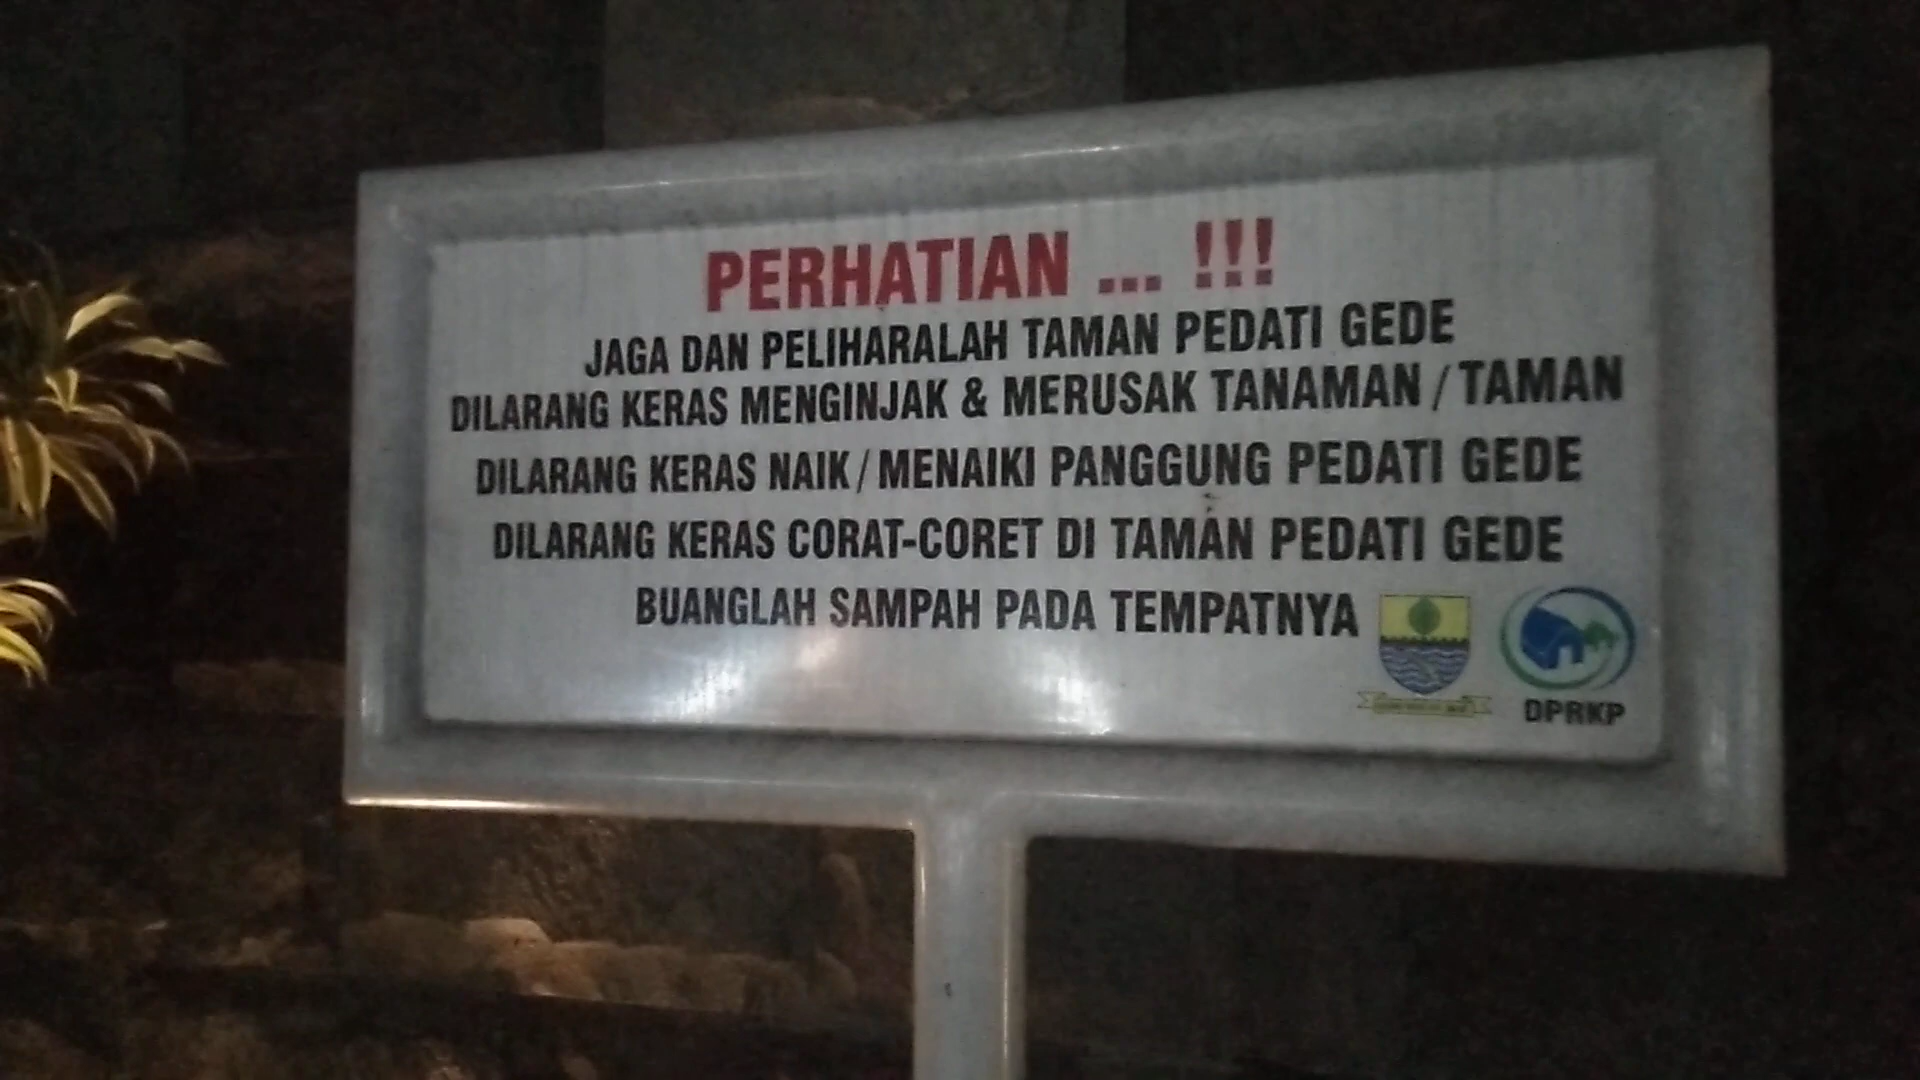 PERHATIAN ... !!!
JAGA DAN PELIHARALAH TAMAN PEDATI GEDE
DILARANG KERAS MENGINJAK & MERUSAK TANAMAN / TAMAN
DILARANG KERAS NAIK / MENAIKI PANGGUNG PEDATI GEDE
DILARANG KERAS CORAT-CORET DI TAMAN PEDATI GEDE
BUANGLAH SAMPAH PADA TEMPATNYA
DPRKP